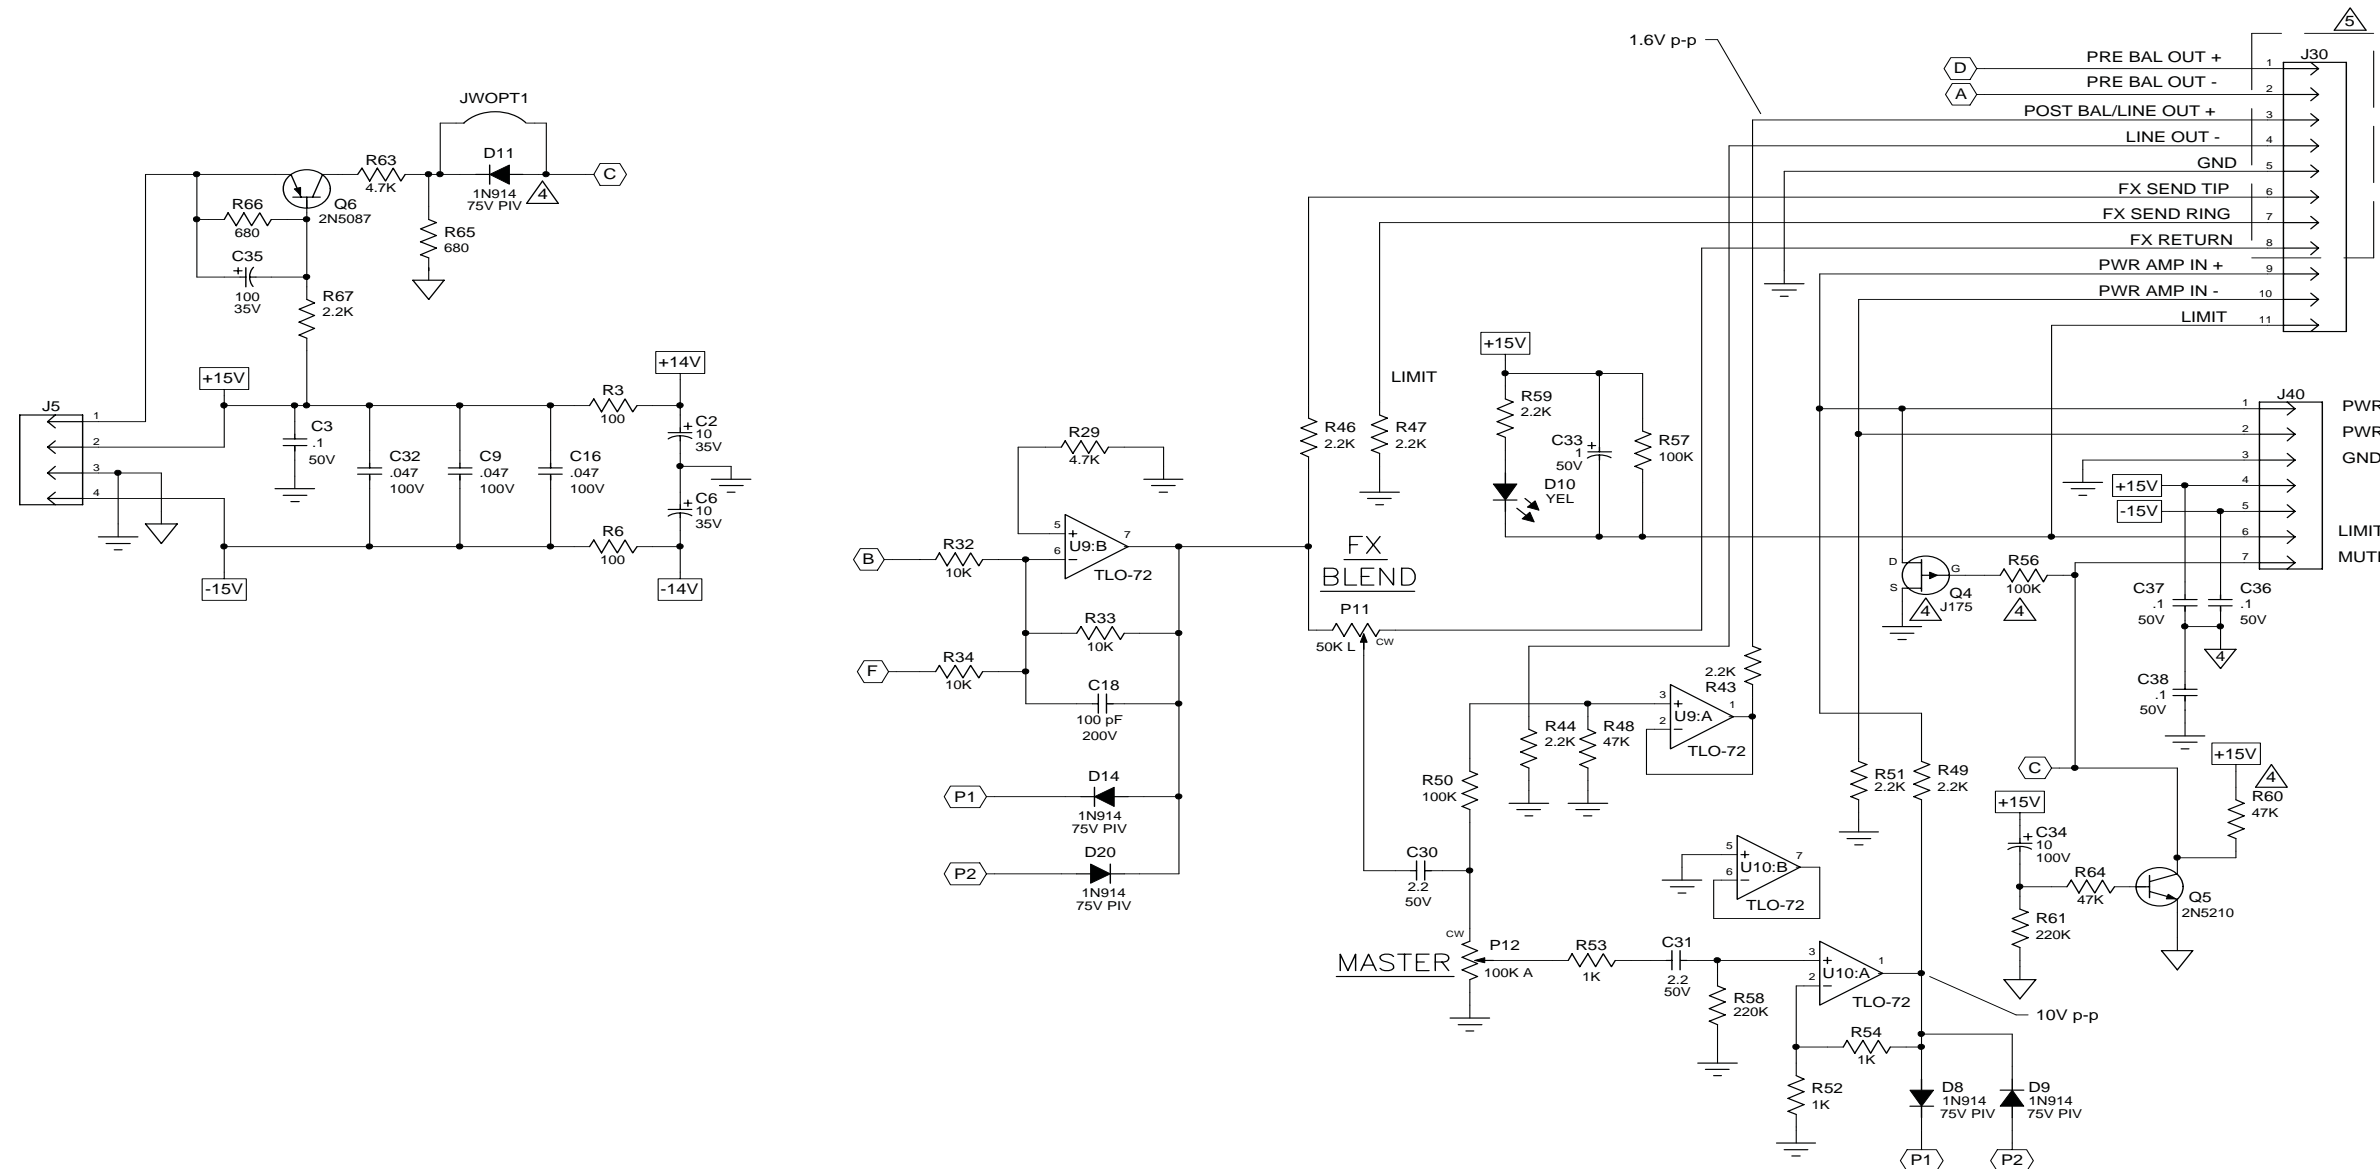 JWOPT1
R63
4.7K
D11
1N914
75V PIV
4
C
Q6
2N5087
R66
680
C35
+
100
35V
R65
680
R67
2.2K
J5
1
2
3
4
+15V
-15V
C3
.1
50V
C32
.047
100V
C9
.047
100V
C16
.047
100V
R3
100
R6
100
+14V
+
C2
10
35V
+
C6
10
35V
-14V
B
R32
10K
F
R34
10K
R29
4.7K
5
+
6
-
7
U9:B
TLO-72
R33
10K
C18
100 pF
200V
P1
D14
1N914
75V PIV
P2
D20
1N914
75V PIV
FX
BLEND
P11
50K L
CW
R46
2.2K
LIMIT
R47
2.2K
+15V
R59
2.2K
D10
YEL
C33
+
1
50V
R57
100K
1.6V p-p
D
A
PRE BAL OUT +
PRE BAL OUT -
POST BAL/LINE OUT +
LINE OUT -
GND
FX SEND TIP
FX SEND RING
FX RETURN
PWR AMP IN +
PWR AMP IN -
LIMIT
5
J30
1
2
3
4
5
6
7
8
9
10
11
J40
1
2
3
4
5
6
7
PWR
PWR
GND
+15V
-15V
LIMIT
MUT
D
S
G
Q4
J175
4
R56
100K
4
C37
.1
50V
C36
.1
50V
4
C38
.1
50V
R44
2.2K
R48
47K
3
+
2
-
1
U9:A
TLO-72
2.2K
R43
R50
100K
C30
2.2
50V
5
+
6
-
7
U10:B
TLO-72
R51
2.2K
R49
2.2K
C
+15V
4
R60
47K
+15V
+
C34
10
100V
R64
47K
Q5
2N5210
R61
220K
MASTER
CW
P12
100K A
R53
1K
C31
2.2
50V
R58
220K
3
+
2
-
1
U10:A
TLO-72
10V p-p
R54
1K
R52
1K
D8
1N914
75V PIV
D9
1N914
75V PIV
P1
P2